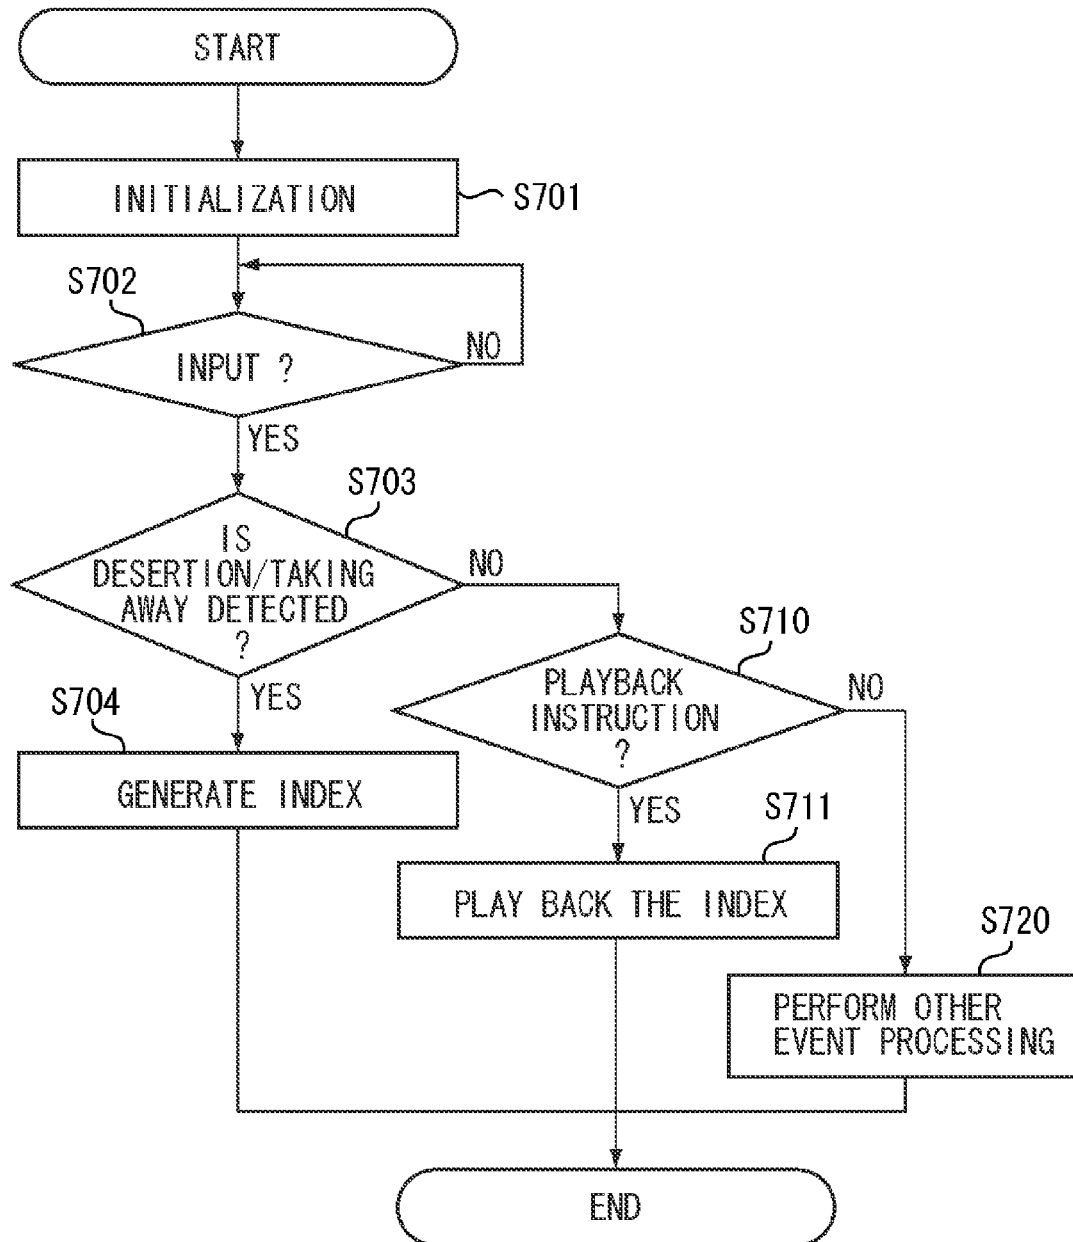 START
INITIALIZATION
S701
S702
INPUT ?
NO
YES
S703
IS
DESERTION/TAKING
AWAY DETECTED
?
NO
YES
S710
PLAYBACK
INSTRUCTION
?
NO
YES
S704
GENERATE INDEX
S711
PLAY BACK THE INDEX
S720
PERFORM OTHER
EVENT PROCESSING
END